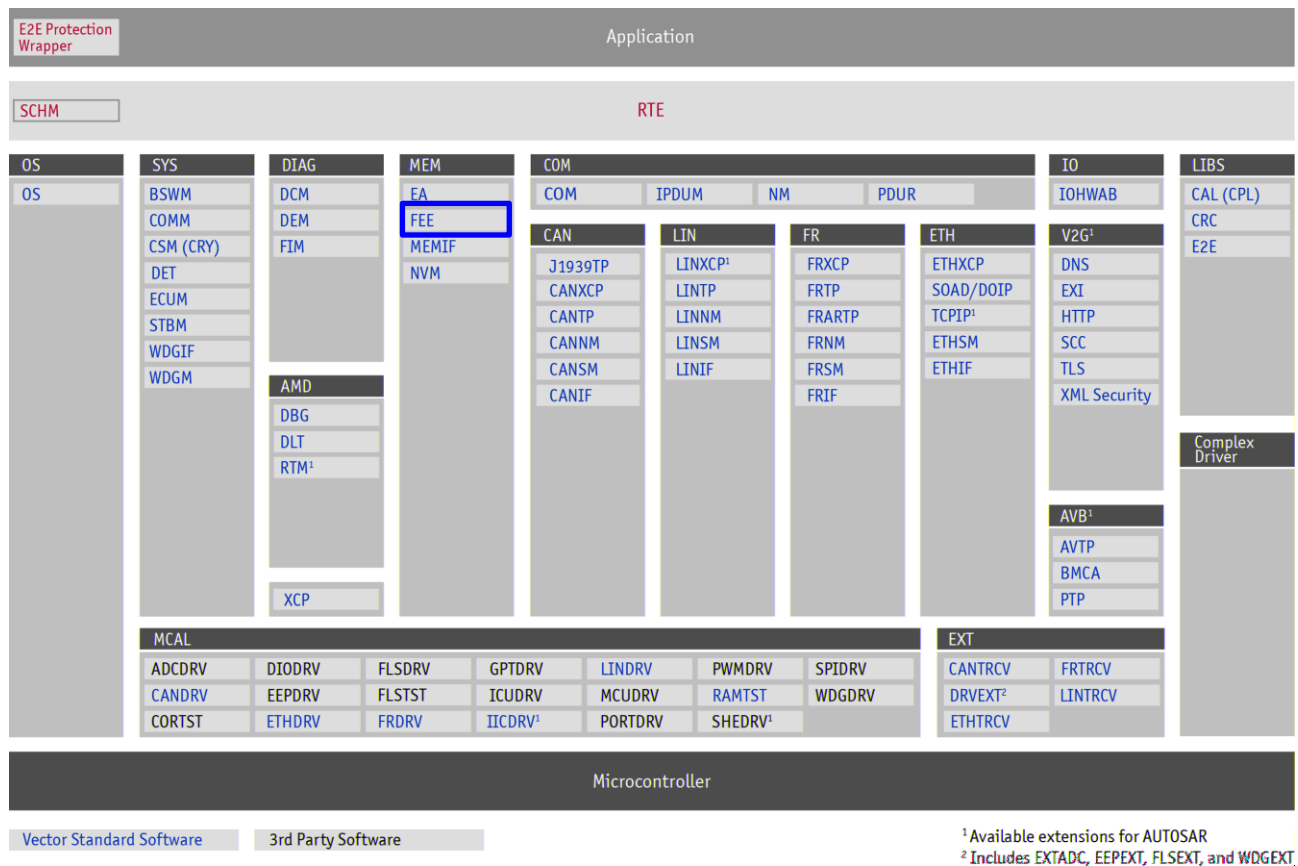 E2E Protection
Wrapper
Application
SCHM
RTE
OS
OS
SYS
BSWM
COMM
CSM (CRY)
DET
ECUM
STBM
WDGIF
WDGM
DIAG
DCM
DEM
FIM
AMD
DBG
DLT
RTM¹
XCP
MEM
EA
FEE
MEMIF
NVM
COM
COM IPDUM NM PDUR
CAN
J1939TP
CANXCP
CANTP
CANNM
CANSM
CANIF
LIN
LINXCP¹
LINTP
LINNM
LINSM
LINIF
FR
FRXCP
FRTP
FRARTP
FRNM
FRSM
FRIF
ETH
ETHXCP
SOAD/DOIP
TCPIP¹
ETHSM
ETHIF
IO
IOHWAB
V2G¹
DNS
EXI
HTTP
SCC
TLS
XML Security
AVB¹
AVTP
BMCA
PTP
LIBS
CAL (CPL)
CRC
E2E
Complex
Driver
MCAL
ADCDRV DIODRV FLSDRV GPTDRV LINDRV PWMDRV SPIDRV
CANDRV EEPDRV FLSTST ICUDRV MCUDRV RAMTST WDGDRV
CORTST ETHDRV FRDRV IICDRV¹ PORTDRV SHEDRV¹
EXT
CANTRCV FRTRCV
DRVEXT² LINTRCV
ETHTRCV
Microcontroller
Vector Standard Software 3rd Party Software
¹ Available extensions for AUTOSAR
² Includes EXTADC, EEPEXT, FLSEXT, and WDGEXT